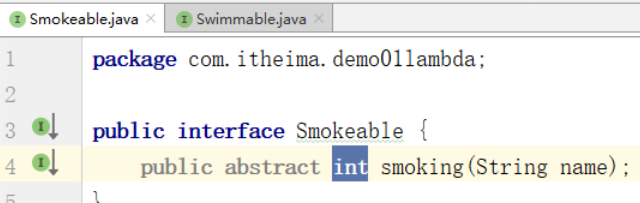 Smokeable.java × Swimmable.java ×
1 package com.itheima.demo01lambda;
2
3 public interface Smokeable {
4 public abstract int smoking(String name);
5 }